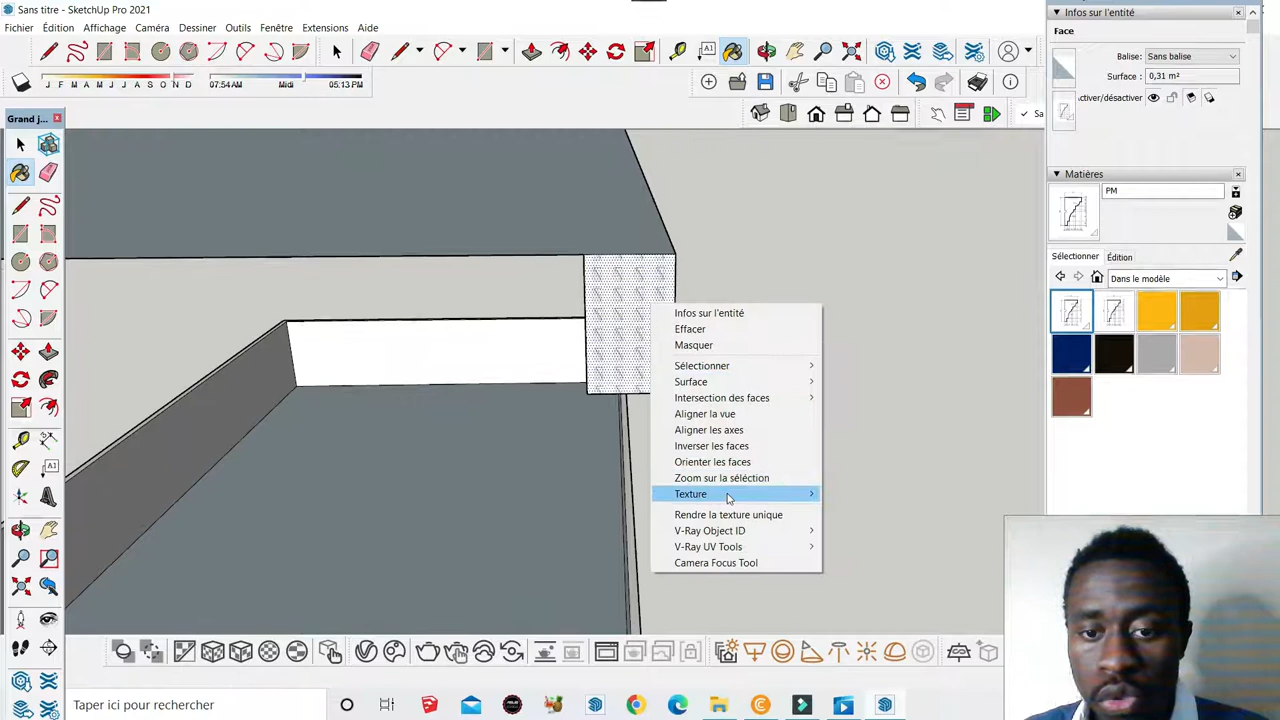 Sans titre - SketchUp Pro 2021
Fichier Édition Affichage Caméra Dessiner Outils Fenêtre Extensions Aide
J F M A M J J A S O N D
07:54 AM Midi 05:13 PM
Sa
Grand j...
Infos sur l'entité
Face
Balise: Sans balise
Surface : 0,31 m²
Activer/désactiver
Matières
PM
Sélectionner Édition
Dans le modèle
Infos sur l'entité
Effacer
Masquer
Sélectionner
Surface
Intersection des faces
Aligner la vue
Aligner les axes
Inverser les faces
Orienter les faces
Zoom sur la séléction
Texture
Rendre la texture unique
V-Ray Object ID
V-Ray UV Tools
Camera Focus Tool
Taper ici pour rechercher